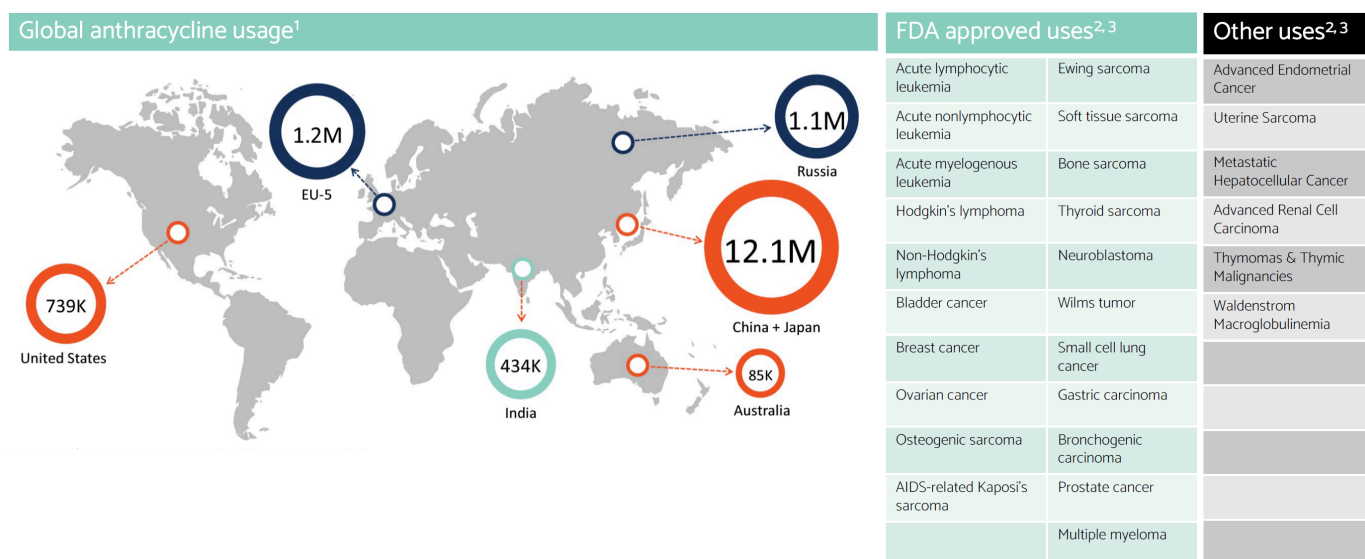 Global anthracycline usage1
1.2M
EU-5
1.1M
Russia
12.1M
China + Japan
739K
United States
434K
India
85K
Australia
FDA approved uses2,3
Acute lymphocytic
leukemia
Ewing sarcoma
Acute nonlymphocytic
leukemia
Soft tissue sarcoma
Acute myelogenous
leukemia
Bone sarcoma
Hodgkin's lymphoma
Thyroid sarcoma
Non-Hodgkin's
lymphoma
Neuroblastoma
Bladder cancer
Wilms tumor
Breast cancer
Small cell lung
cancer
Ovarian cancer
Gastric carcinoma
Osteogenic sarcoma
Bronchogenic
carcinoma
AIDS-related Kaposi's
sarcoma
Prostate cancer
Multiple myeloma
Other uses2,3
Advanced Endometrial
Cancer
Uterine Sarcoma
Metastatic
Hepatocellular Cancer
Advanced Renal Cell
Carcinoma
Thymomas & Thymic
Malignancies
Waldenstrom
Macroglobulinemia